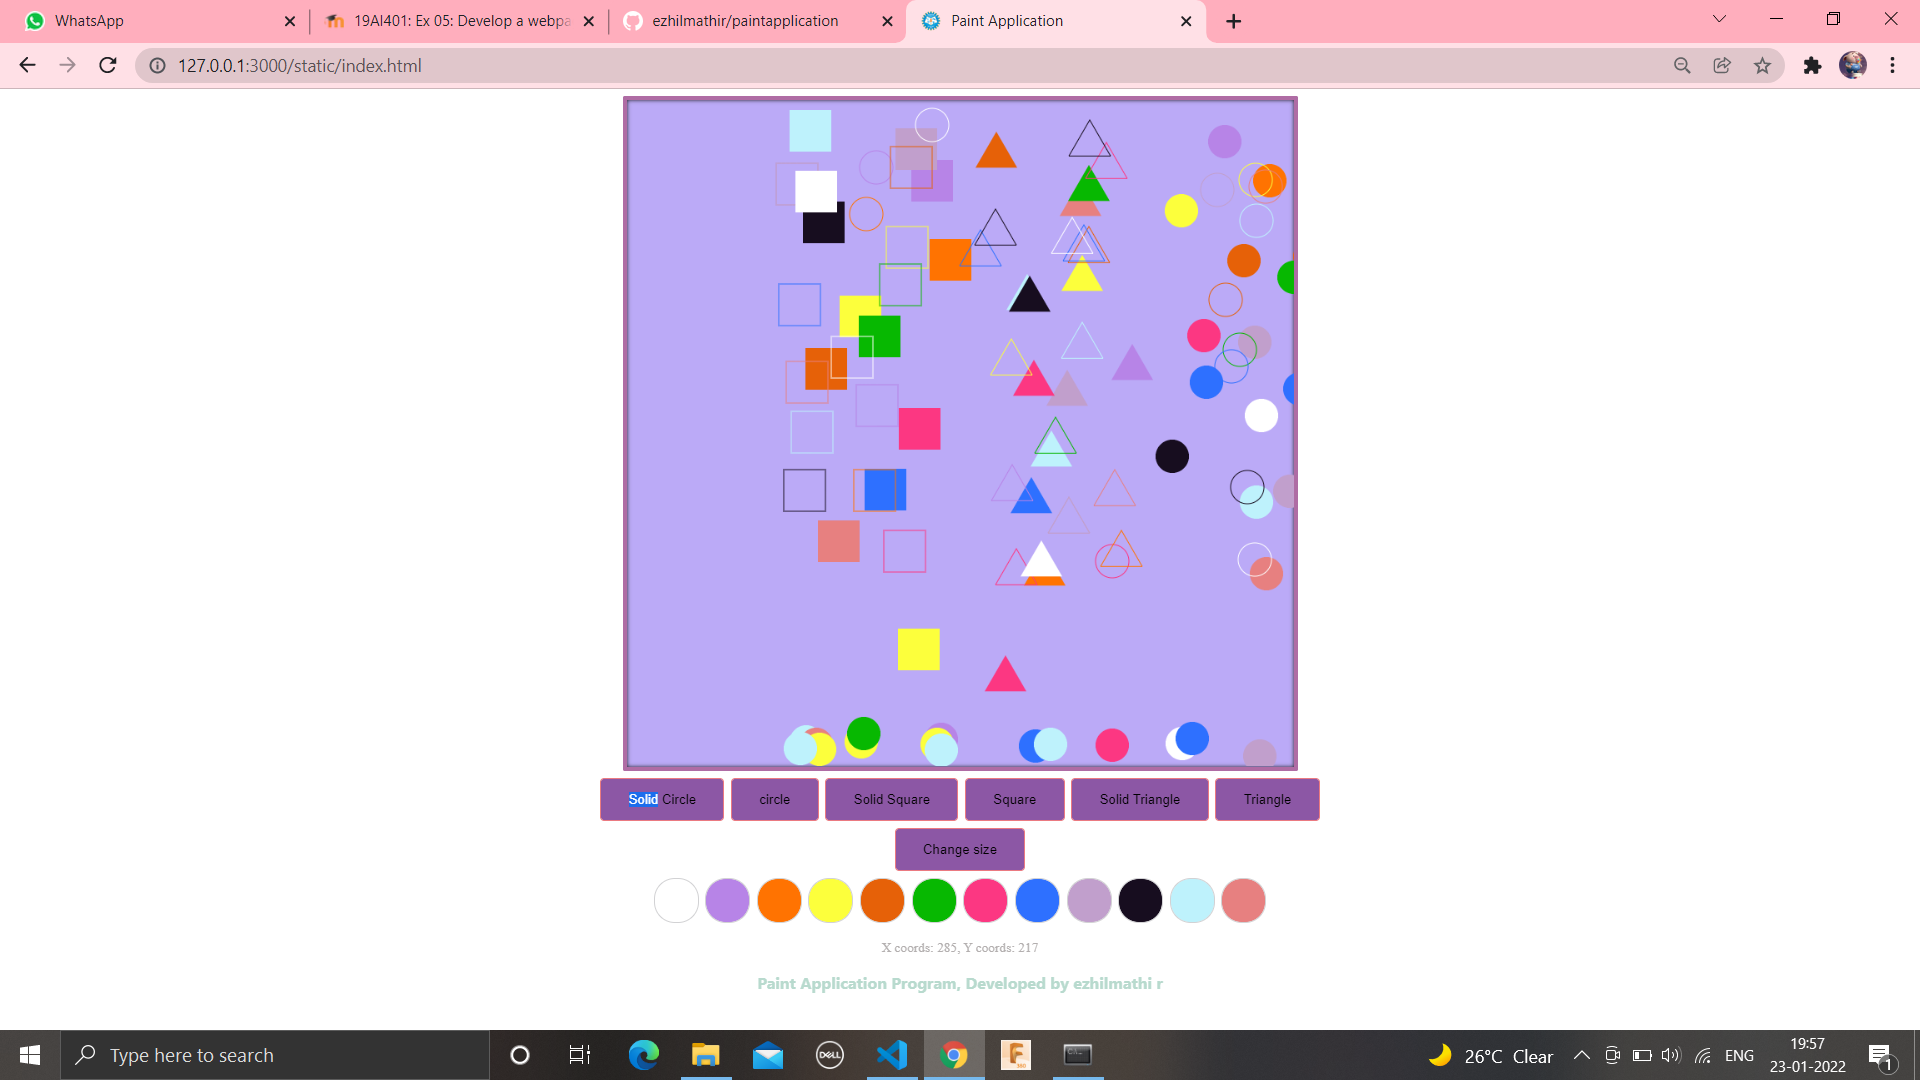 WhatsApp
19AI401: Ex 05: Develop a webpa
ezhilmathir/paintapplication
Paint Application
127.0.0.1:3000/static/index.html
Solid Circle
circle
Solid Square
Square
Solid Triangle
Triangle
Change size
X coords: 285, Y coords: 217
Paint Application Program, Developed by ezhilmathi r
Type here to search
DELL
26°C Clear
ENG
19:57
23-01-2022
1